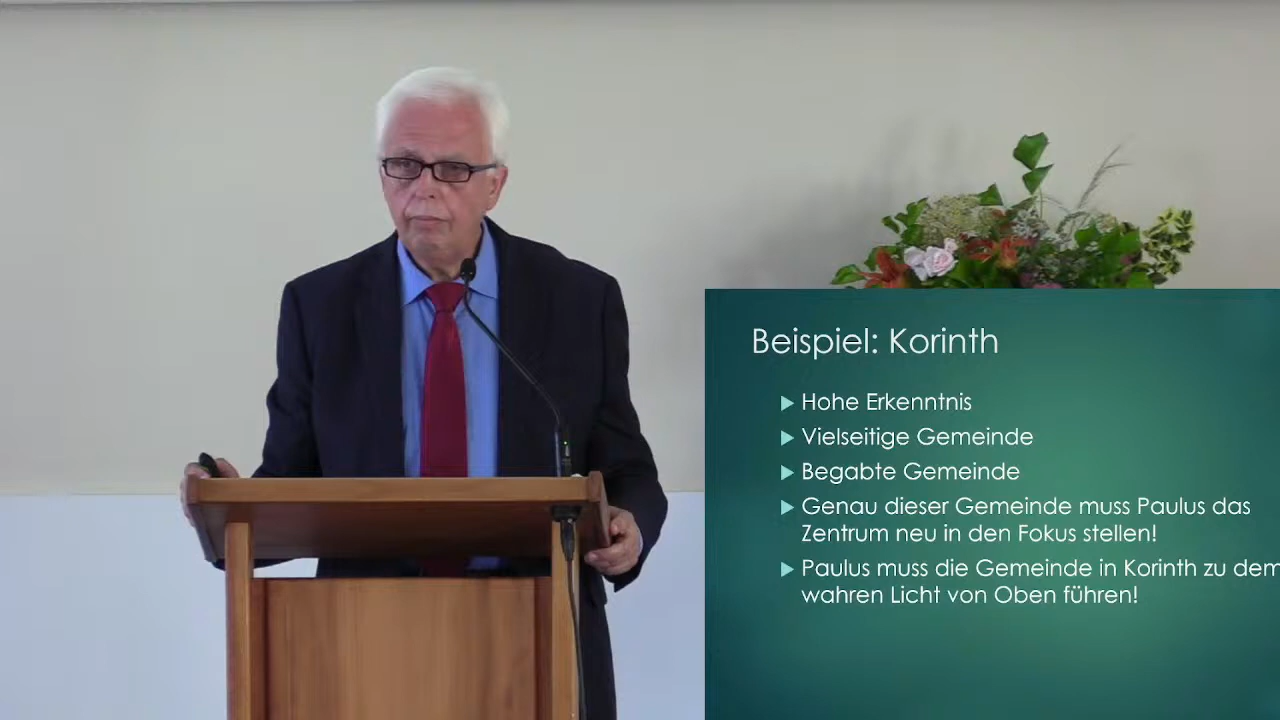 Beispiel: Korinth
Hohe Erkenntnis
Vielseitige Gemeinde
Begabte Gemeinde
Genau dieser Gemeinde muss Paulus das
Zentrum neu in den Fokus stellen!
Paulus muss die Gemeinde in Korinth zu dem
wahren Licht von Oben führen!